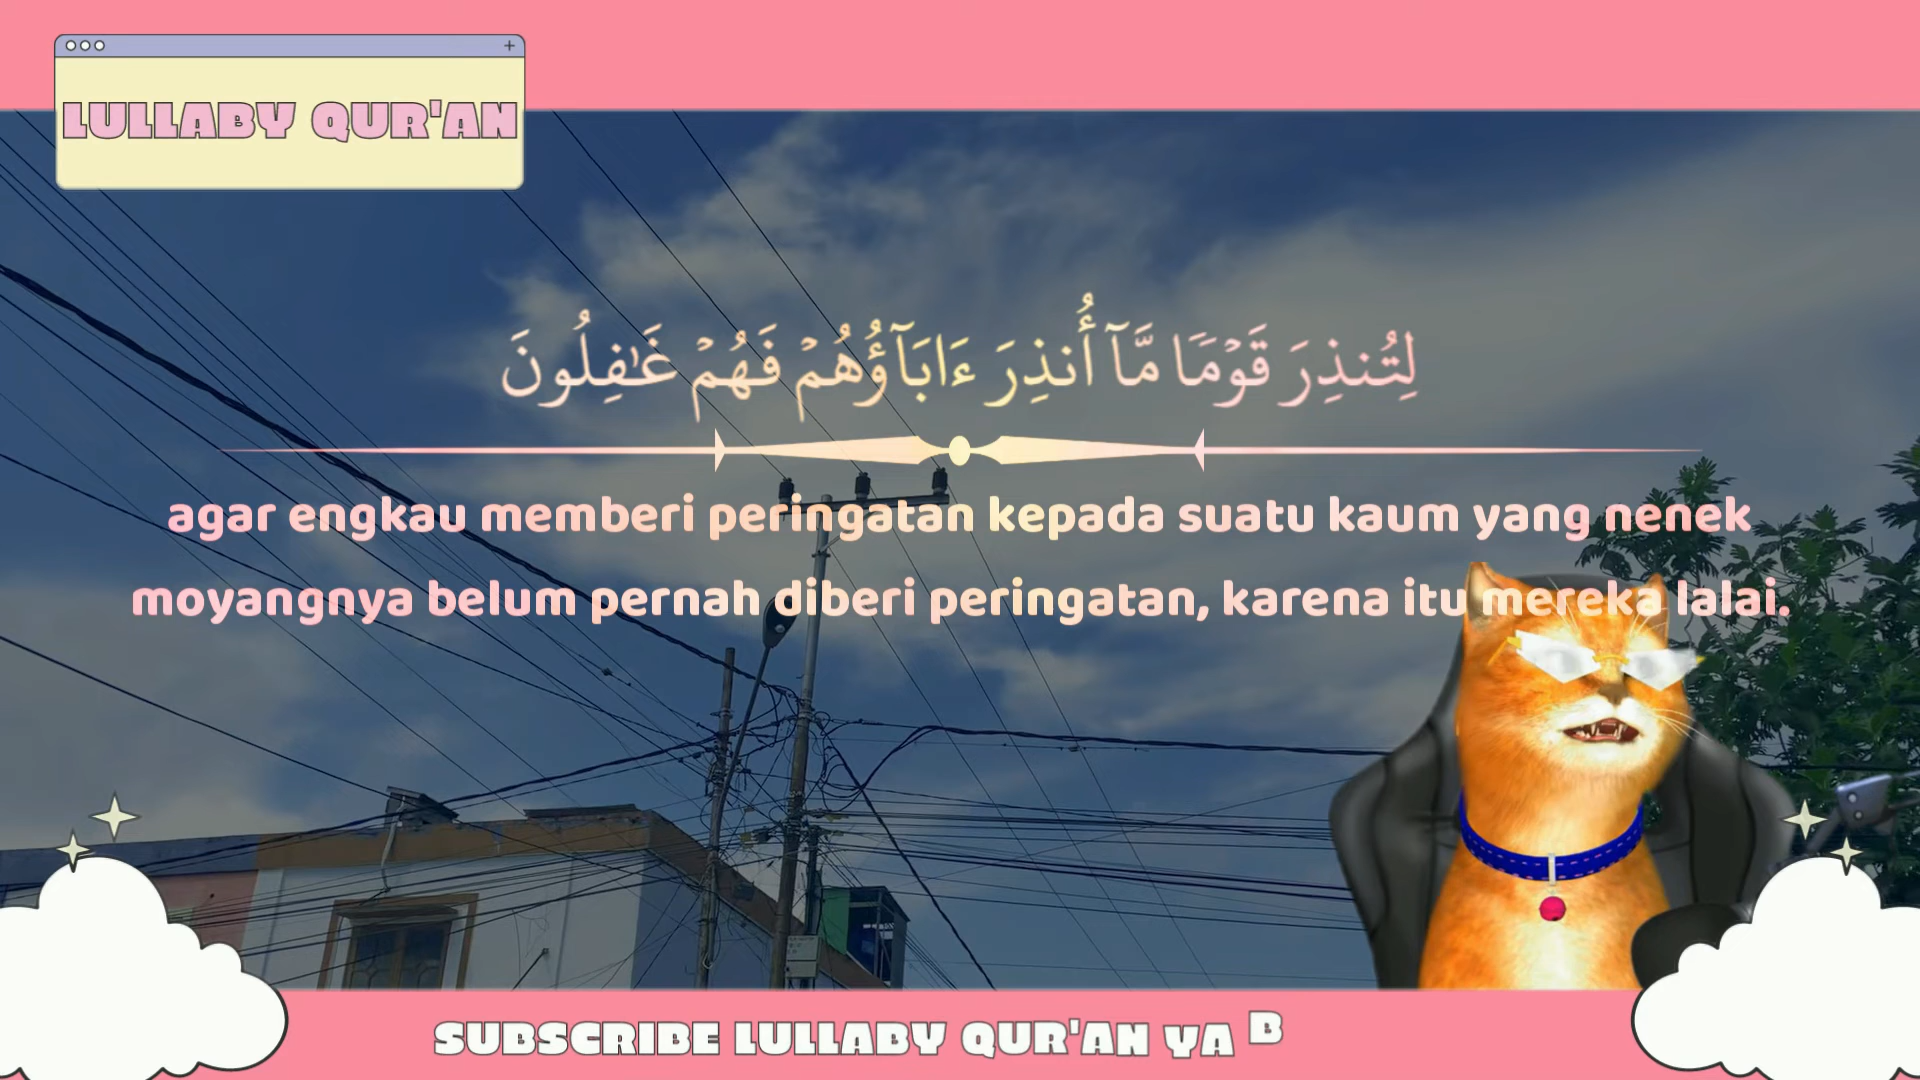 LULLABY QUR'AN
لِتُنذِرَ قَوۡمٗا مَّآ أُنذِرَ ءَابَآؤُهُمۡ فَهُمۡ غَٰفِلُونَ
agar engkau memberi peringatan kepada suatu kaum yang nenek
moyangnya belum pernah diberi peringatan, karena itu mereka lalai.
SUBSCRIBE LULLABY QUR'AN YA B